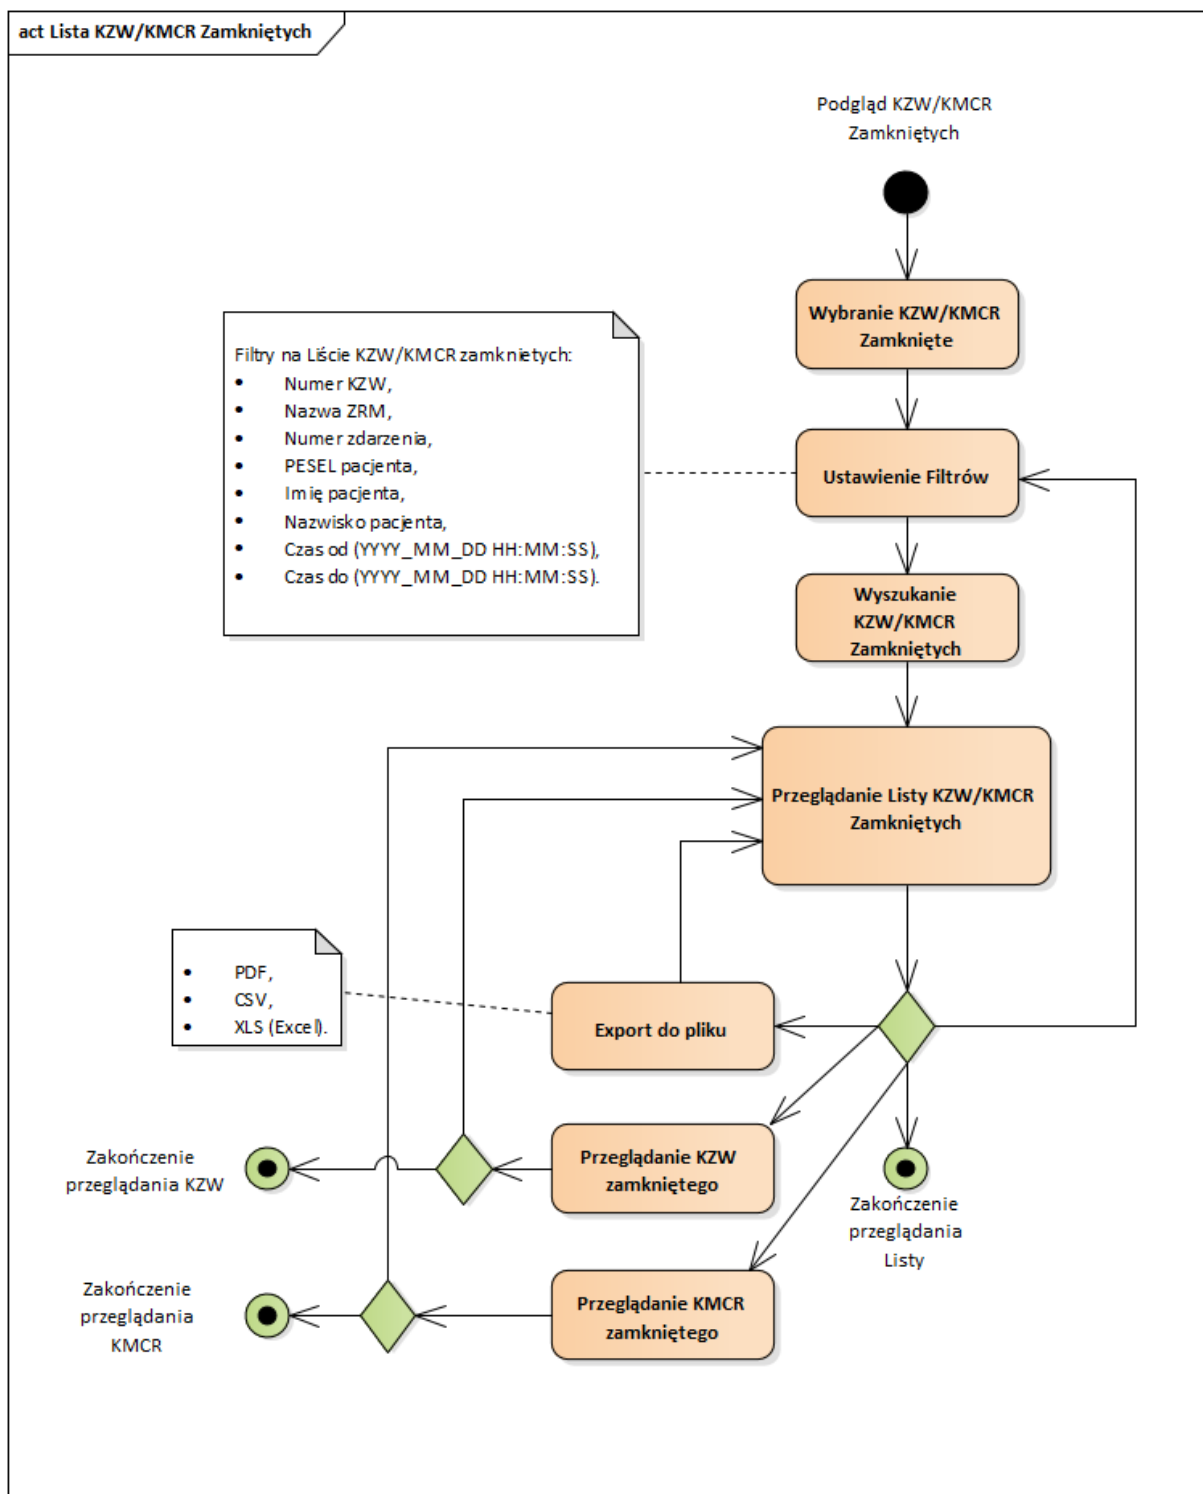 act Lista KZW/KMCR Zamkniętych
Podgląd KZW/KMCR
Zamkniętych
Wybranie KZW/KMCR
Zamknięte
Filtry na Liście KZW/KMCR zamknietych:
• Numer KZW,
• Nazwa ZRM,
• Numer zdarzenia,
• PESEL pacjenta,
• Imię pacjenta,
• Nazwisko pacjenta,
• Czas od (YYYY_MM_DD HH:MM:SS),
• Czas do (YYYY_MM_DD HH:MM:SS).
Ustawienie Filtrów
Wyszukanie
KZW/KMCR
Zamkniętych
Przeglądanie Listy KZW/KMCR
Zamkniętych
• PDF,
• CSV,
• XLS (Excel).
Export do pliku
Zakończenie
przeglądania KZW
Przeglądanie KZW
zamkniętego
Zakończenie
przeglądania
Listy
Zakończenie
przeglądania
KMCR
Przeglądanie KMCR
zamkniętego